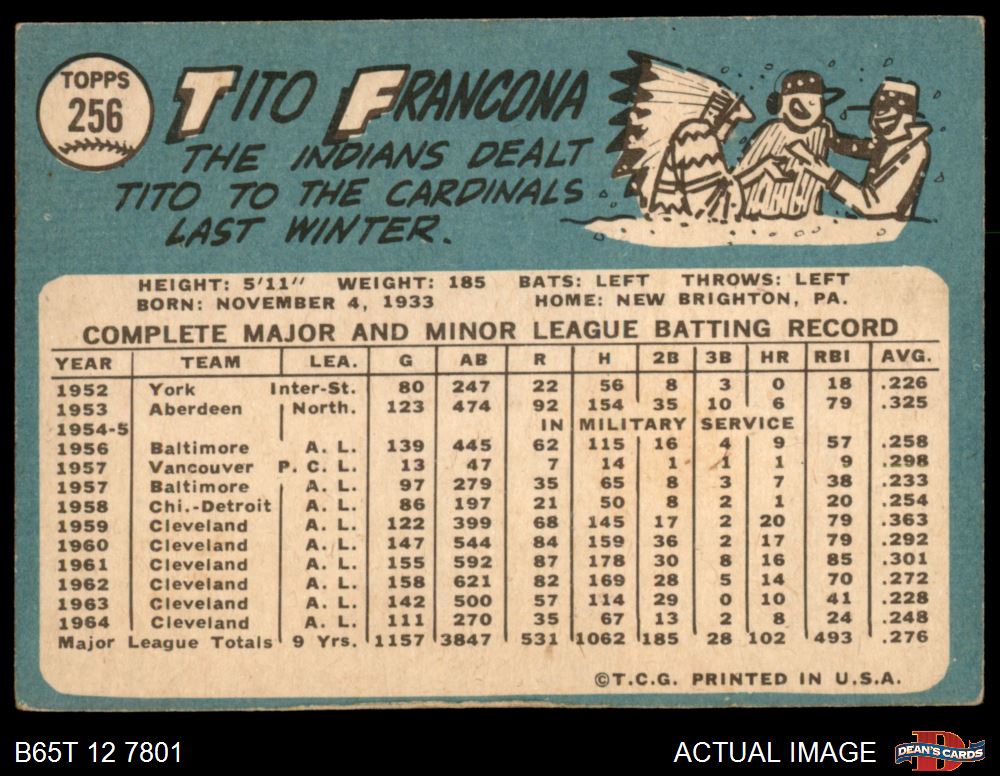 TOPPS
256
TITO FRANCONA
THE INDIANS DEALT
TITO TO THE CARDINALS
LAST WINTER.
HEIGHT: 5'11" WEIGHT: 185 BATS: LEFT THROWS: LEFT
BORN: NOVEMBER 4, 1933 HOME: NEW BRIGHTON, PA.
COMPLETE MAJOR AND MINOR LEAGUE BATTING RECORD
YEAR TEAM LEA. G AB R H 2B 3B HR RBI AVG.
1952 York Inter-St. 80 247 22 56 8 3 0 18 .226
1953 Aberdeen North. 123 474 92 154 35 10 6 79 .325
1954-5 IN MILITARY SERVICE
1956 Baltimore A. L. 139 445 62 115 16 4 9 57 .258
1957 Vancouver P. C. L. 13 47 7 14 1 1 1 9 .298
1957 Baltimore A. L. 97 279 35 65 8 3 7 38 .233
1958 Chi.-Detroit A. L. 86 197 21 50 8 2 1 20 .254
1959 Cleveland A. L. 122 399 68 145 17 2 20 79 .363
1960 Cleveland A. L. 147 544 84 159 36 2 17 79 .292
1961 Cleveland A. L. 155 592 87 178 30 8 16 85 .301
1962 Cleveland A. L. 158 621 82 169 28 5 14 70 .272
1963 Cleveland A. L. 142 500 57 114 29 0 10 41 .228
1964 Cleveland A. L. 111 270 35 67 13 2 8 24 .248
Major League Totals 9 Yrs. 1157 3847 531 1062 185 28 102 493 .276
©T.C.G. PRINTED IN U.S.A.
B65T 12 7801 ACTUAL IMAGE DEAN'S CARDS